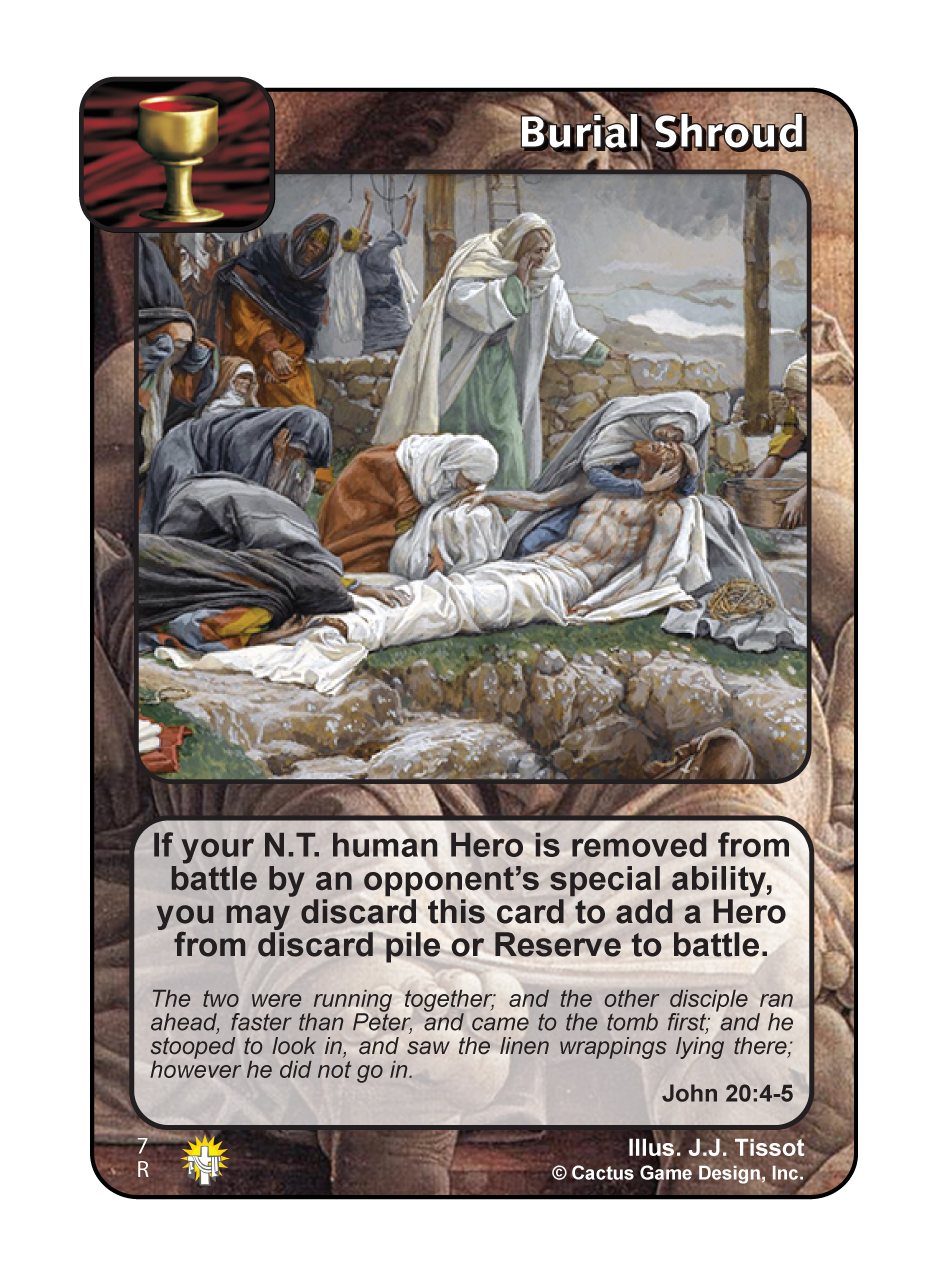 Burial Shroud
If your N.T. human Hero is removed from
battle by an opponent's special ability,
you may discard this card to add a Hero
from discard pile or Reserve to battle.
The two were running together; and the other disciple ran
ahead, faster than Peter, and came to the tomb first; and he
stooped to look in, and saw the linen wrappings lying there;
however he did not go in.
John 20:4-5
7
R
Illus. J.J. Tissot
© Cactus Game Design, Inc.